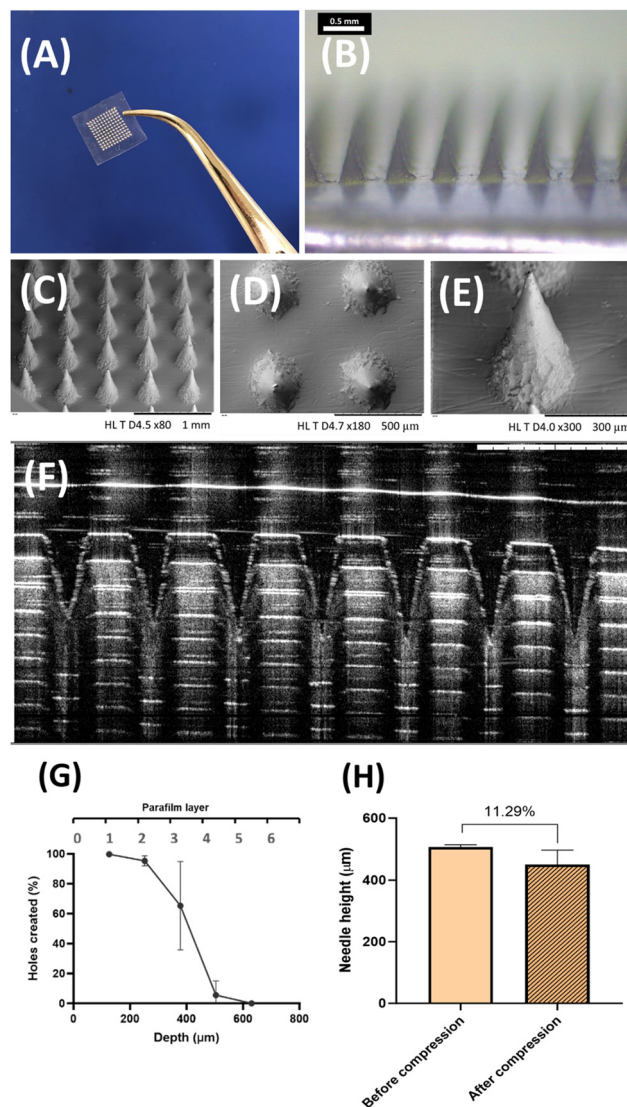 0.5 mm
(A)
(B)
(C)
(D)
(E)
HL T D4.5 x80 1 mm
HL T D4.7 x180 500 μm
HL T D4.0 x300 300 μm
(F)
(G)
Parafilm layer
0 1 2 3 4 5 6
Holes created (%)
100
80
60
40
20
0
0 200 400 600 800
Depth (μm)
(H)
11.29%
Needle height (μm)
600
400
200
0
Before compression
After compression